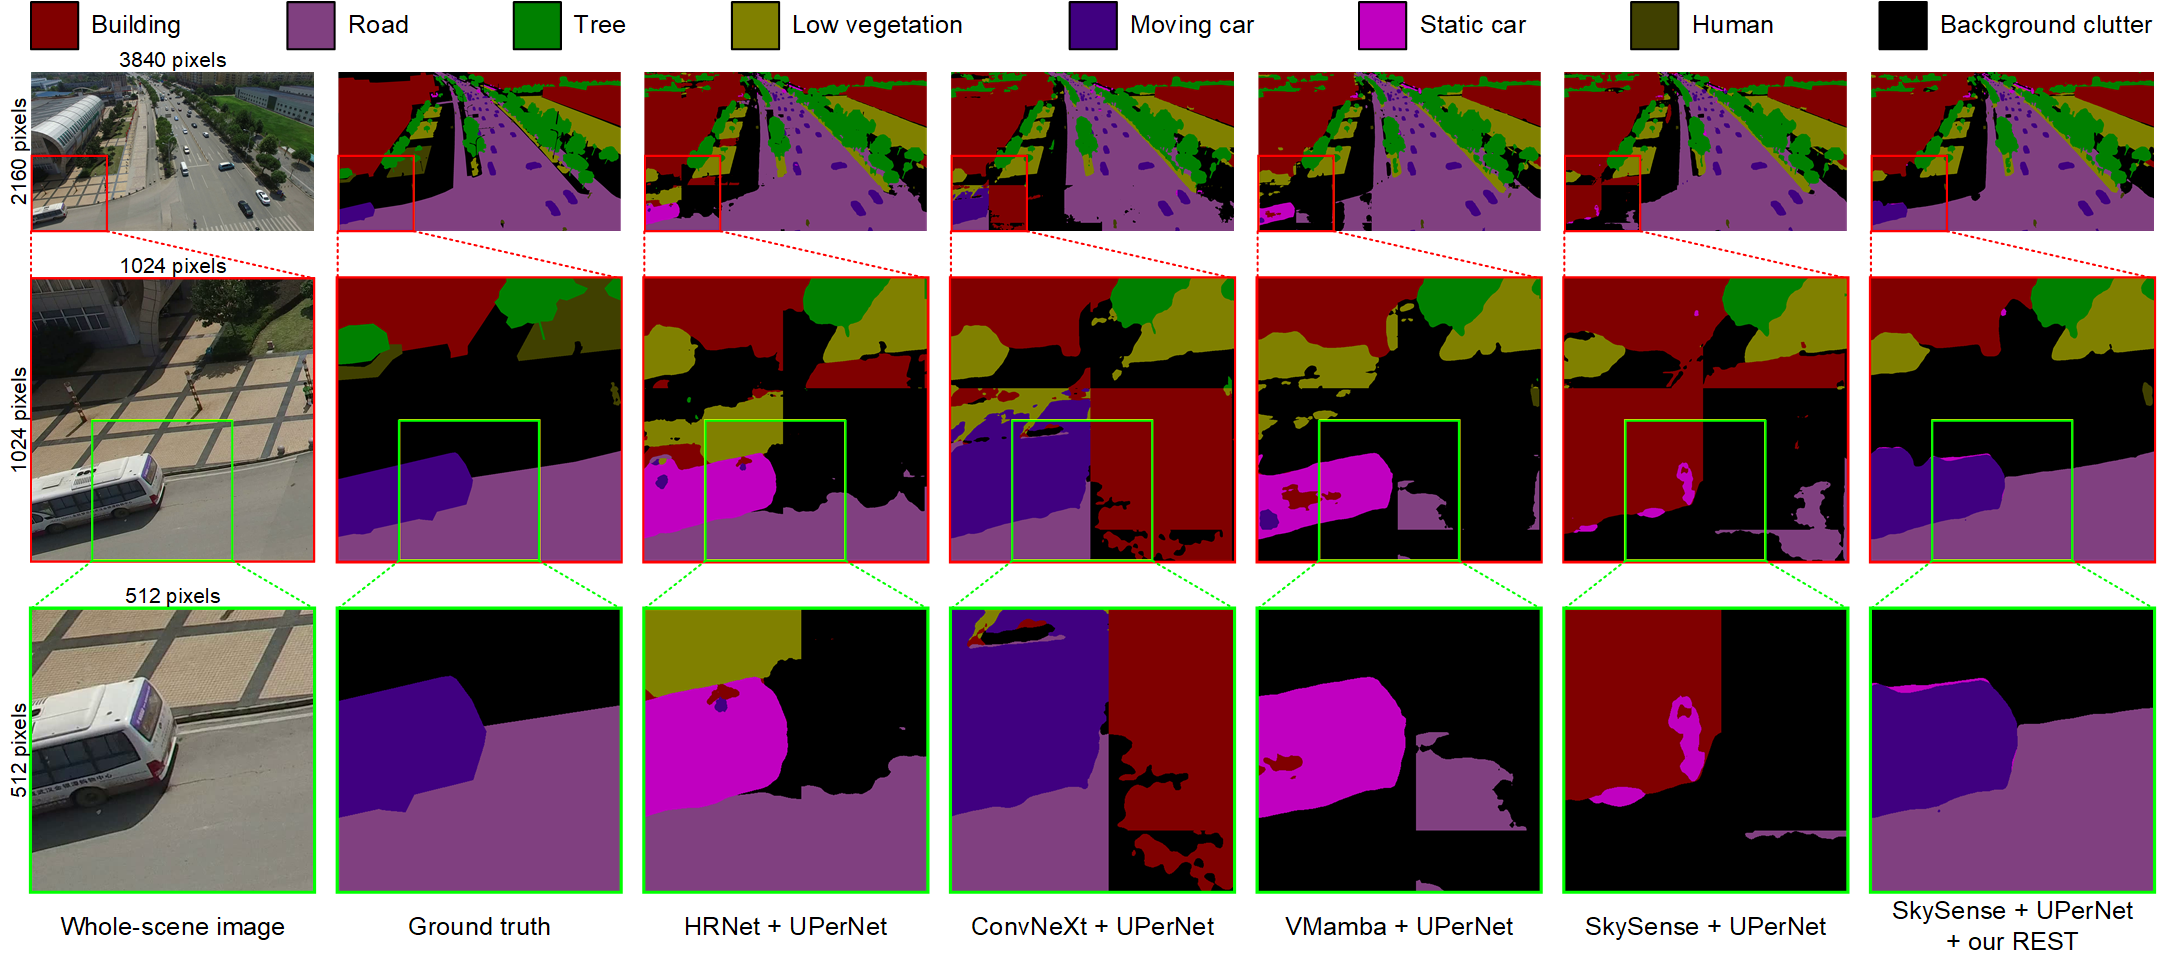 Building
Road
Tree
Low vegetation
Moving car
Static car
Human
Background clutter
3840 pixels
2160 pixels
1024 pixels
1024 pixels
512 pixels
512 pixels
Whole-scene image
Ground truth
HRNet + UPerNet
ConvNeXt + UPerNet
VMamba + UPerNet
SkySense + UPerNet
SkySense + UPerNet
+ our REST